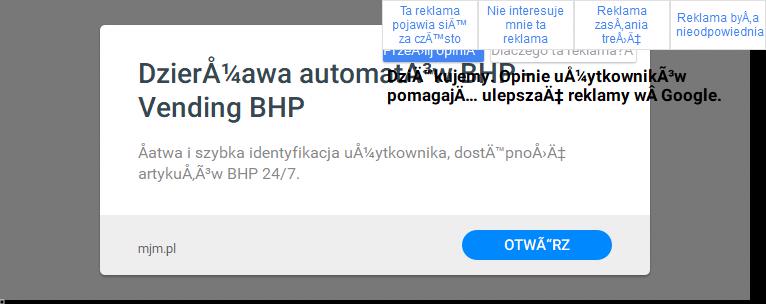 Ta reklama
pojawia siÄ™
za czÄ™sto
Nie interesuje
mnie ta
reklama
Reklama
zasÅ‚ania
treÅ›Ä‡
Reklama byÅ‚a
nieodpowiednia
PrzeÅ›lij opiniÄ™
Dlaczego ta reklama?Â
DziÄ™kujemy! Opinie uÅ¼ytkownikÃ³w
pomagajÄ… ulepszaÄ‡ reklamy wÂ Google.
DzierÅ¼awa automatÃ³w BHP -
Vending BHP
Åatwa i szybka identyfikacja uÅ¼ytkownika, dostÄ™pnoÅ›Ä‡
artykuÅ‚Ã³w BHP 24/7.
mjm.pl
OTWÃ“RZ